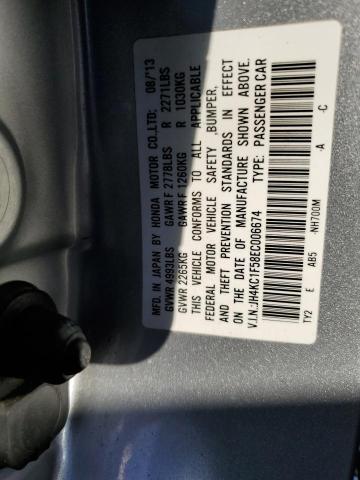 MFD. IN JAPAN BY HONDA MOTOR CO.,LTD. 08/'13
GVWR 4993LBS GAWR F 2778LBS R 2271LBS
GVWR 2265KG GAWR F 1260KG R 1030KG
THIS VEHICLE CONFORMS TO ALL APPLICABLE
FEDERAL MOTOR VEHICLE SAFETY ,BUMPER,
AND THEFT PREVENTION STANDARDS IN EFFECT
ON THE DATE OF MANUFACTURE SHOWN ABOVE.
V.I.N.JH4KC1F58EC006674 TYPE: PASSENGER CAR
TY2 E AB5 -NH700M -A -C